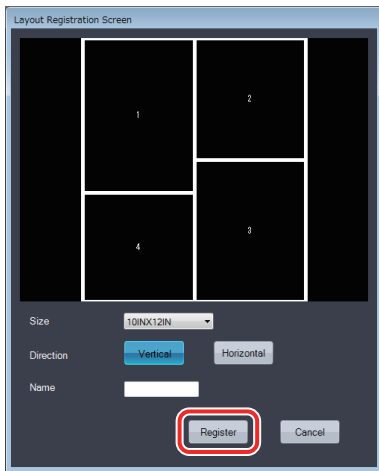 Layout Registration Screen
1
2
3
4
Size 10INX12IN
Direction Vertical Horizontal
Name
Register Cancel